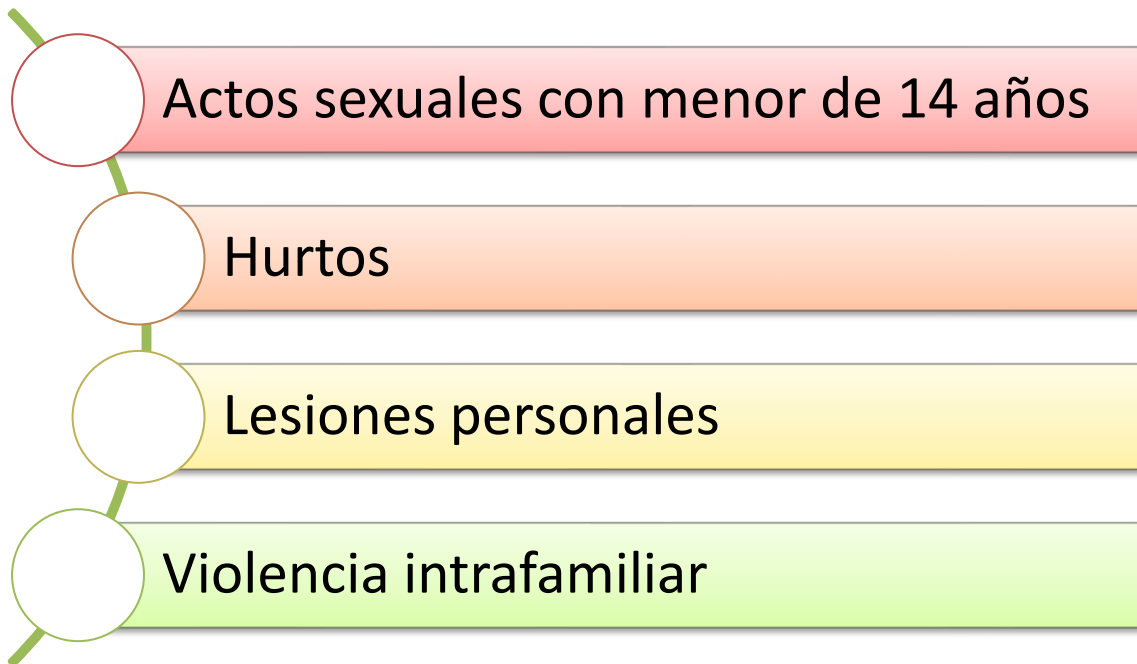 Actos sexuales con menor de 14 años
Hurtos
Lesiones personales
Violencia intrafamiliar